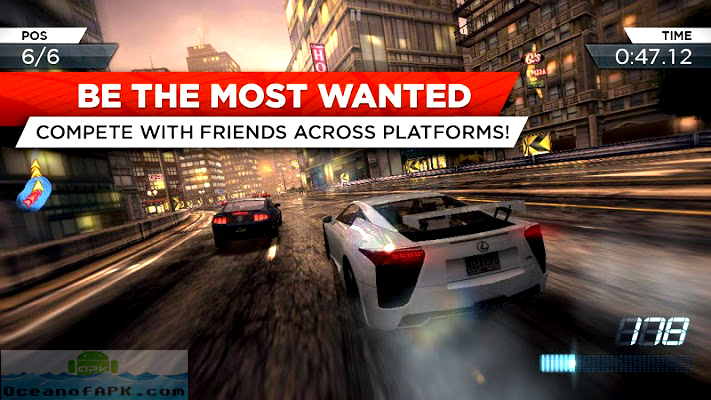 POS
6/6
TIME
0:47.12
BE THE MOST WANTED
COMPETE WITH FRIENDS ACROSS PLATFORMS!
178
APK
OceanofAPK.com